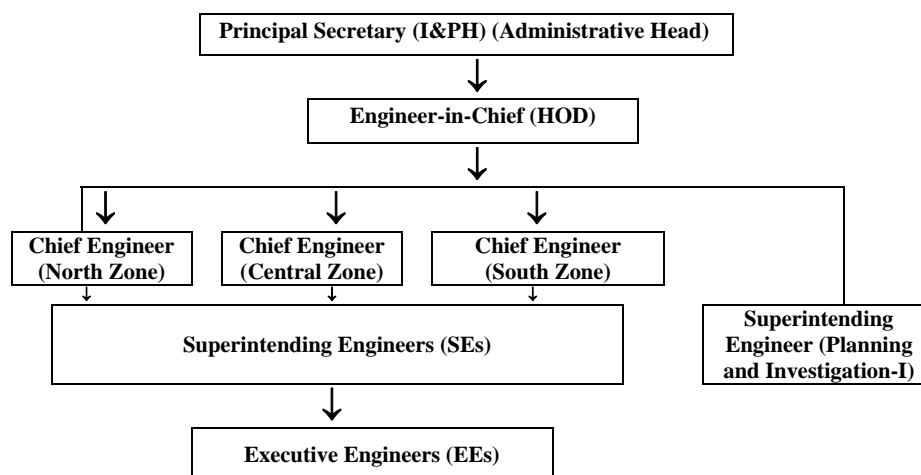 Principal Secretary (I&PH) (Administrative Head)
Engineer-in-Chief (HOD)
Chief Engineer
(North Zone)
Chief Engineer
(Central Zone)
Chief Engineer
(South Zone)
Superintending Engineers (SEs)
Superintending
Engineer (Planning
and Investigation-I)
Executive Engineers (EEs)